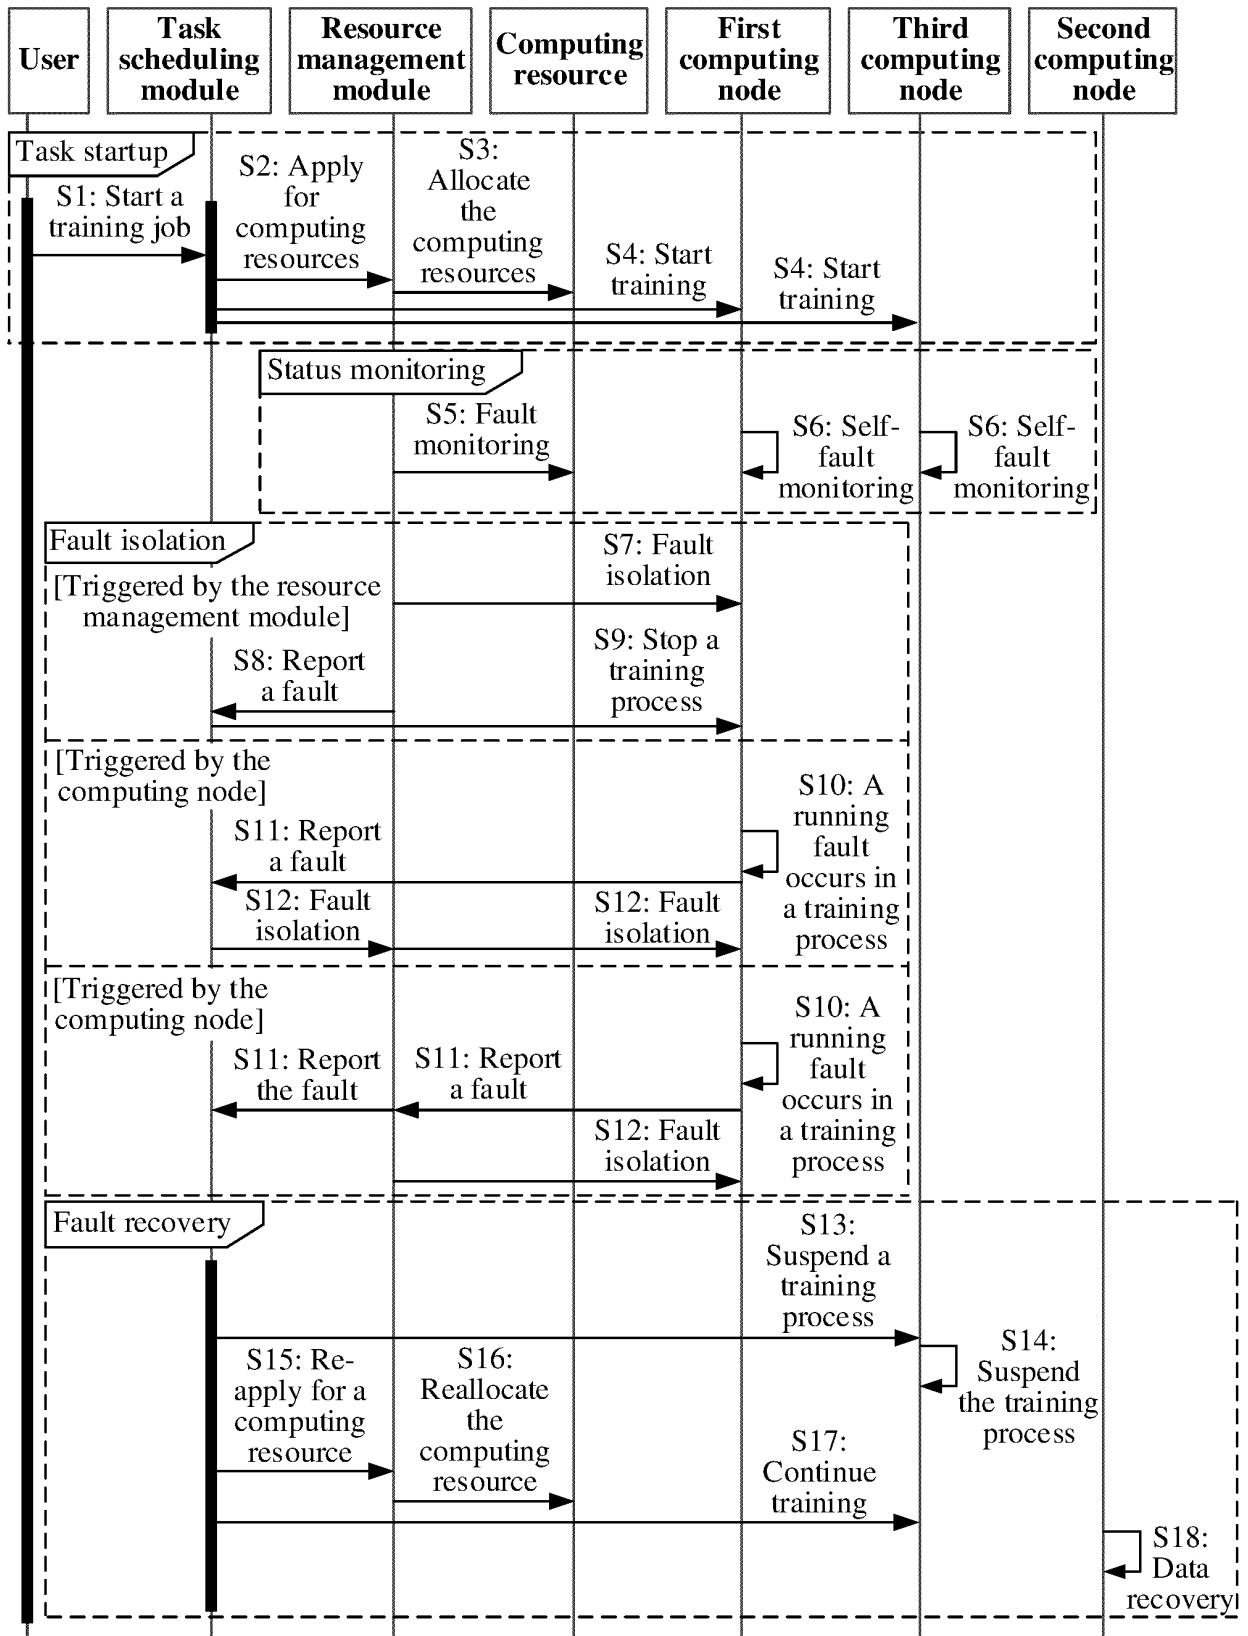 User
Task
scheduling
module
Resource
management
module
Computing
resource
First
computing
node
Third
computing
node
Second
computing
node
Task startup
S1: Start a
training job
S2: Apply
for
computing
resources
S3:
Allocate
the
computing
resources
S4: Start
training
S4: Start
training
Status monitoring
S5: Fault
monitoring
S6: Self-
fault
monitoring
S6: Self-
fault
monitoring
Fault isolation
[Triggered by the resource
management module]
S7: Fault
isolation
S8: Report
a fault
S9: Stop a
training
process
[Triggered by the
computing node]
S10: A
running
fault
occurs in
a training
process
S11: Report
a fault
S12: Fault
isolation
S12: Fault
isolation
[Triggered by the
computing node]
S10: A
running
fault
occurs in
a training
process
S11: Report
the fault
S11: Report
a fault
S12: Fault
isolation
Fault recovery
S13:
Suspend a
training
process
S14:
Suspend
the training
process
S15: Re-
apply for a
computing
resource
S16:
Reallocate
the
computing
resource
S17:
Continue
training
S18:
Data
recovery